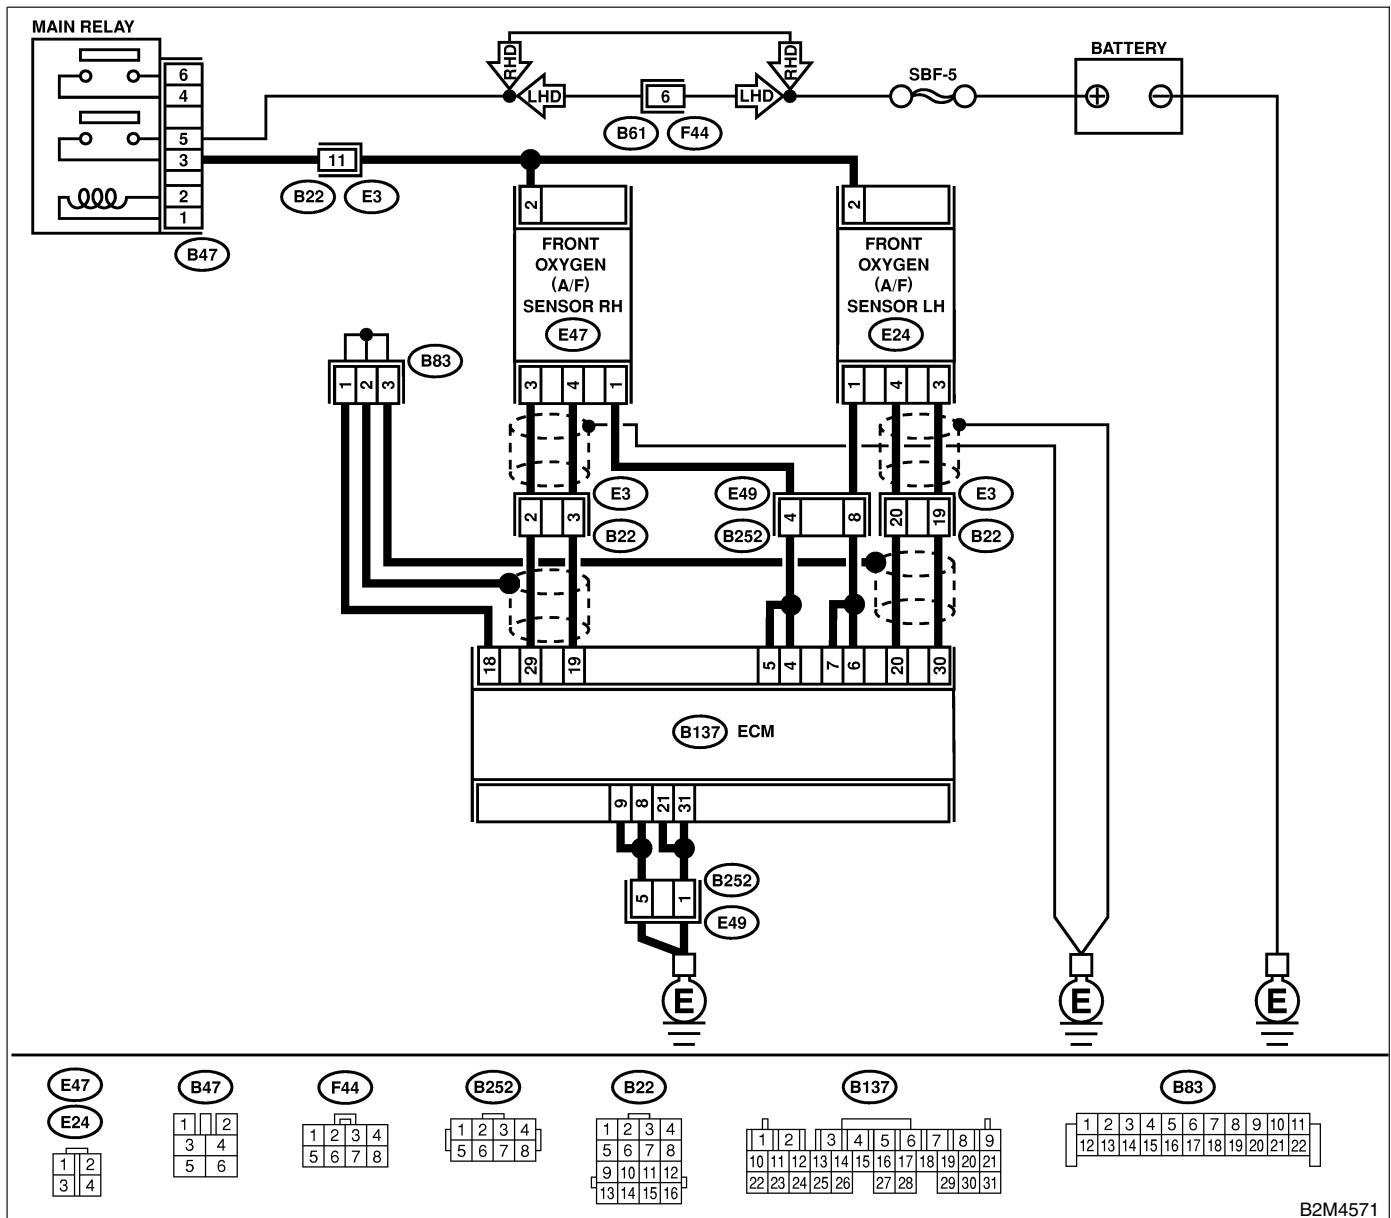 MAIN RELAY
6
4
5
3
2
1
B47
RHD
RHD
LHD
6
LHD
B61
F44
SBF-5
BATTERY
11
B22
E3
2
FRONT
OXYGEN
(A/F)
SENSOR RH
E47
3
4
1
2
FRONT
OXYGEN
(A/F)
SENSOR LH
E24
1
4
3
1
2
3
B83
2
3
E3
B22
E49
B252
4
8
20
19
E3
B22
18
29
19
5
4
7
6
20
30
B137
ECM
9
8
21
31
5
1
B252
E49
E
E
E
E47
E24
1 2
3 4
B47
1 2
3 4
5 6
F44
1 2 3 4
5 6 7 8
B252
1 2 3 4
5 6 7 8
B22
1 2 3 4
5 6 7 8
9 10 11 12
13 14 15 16
B137
1 2 3 4 5 6 7 8 9
10 11 12 13 14 15 16 17 18 19 20 21
22 23 24 25 26 27 28 29 30 31
B83
1 2 3 4 5 6 7 8 9 10 11
12 13 14 15 16 17 18 19 20 21 22
B2M4571